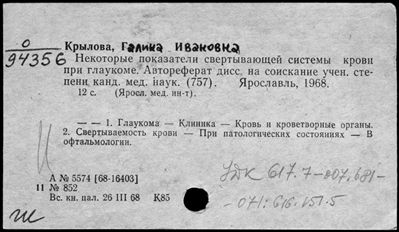 О
94356
Крылова, Галина Ивановна
Некоторые показатели свертывающей системы крови
при глаукоме. Автореферат дисс. на соискание учен. сте-
пени канд. мед. наук. (757). Ярославль, 1968.
12 с. (Яросл. мед. ин-т).
— — 1. Глаукома — Клиника — Кровь и кроветворные органы.
2. Свертываемость крови — При патологических состояниях — В
офтальмологии.
А № 5574 [68-16403]
11 № 852
Вс. кн. пал. 26 III 68 К85
УДК 617.7-007.681-
-071:616.151.5